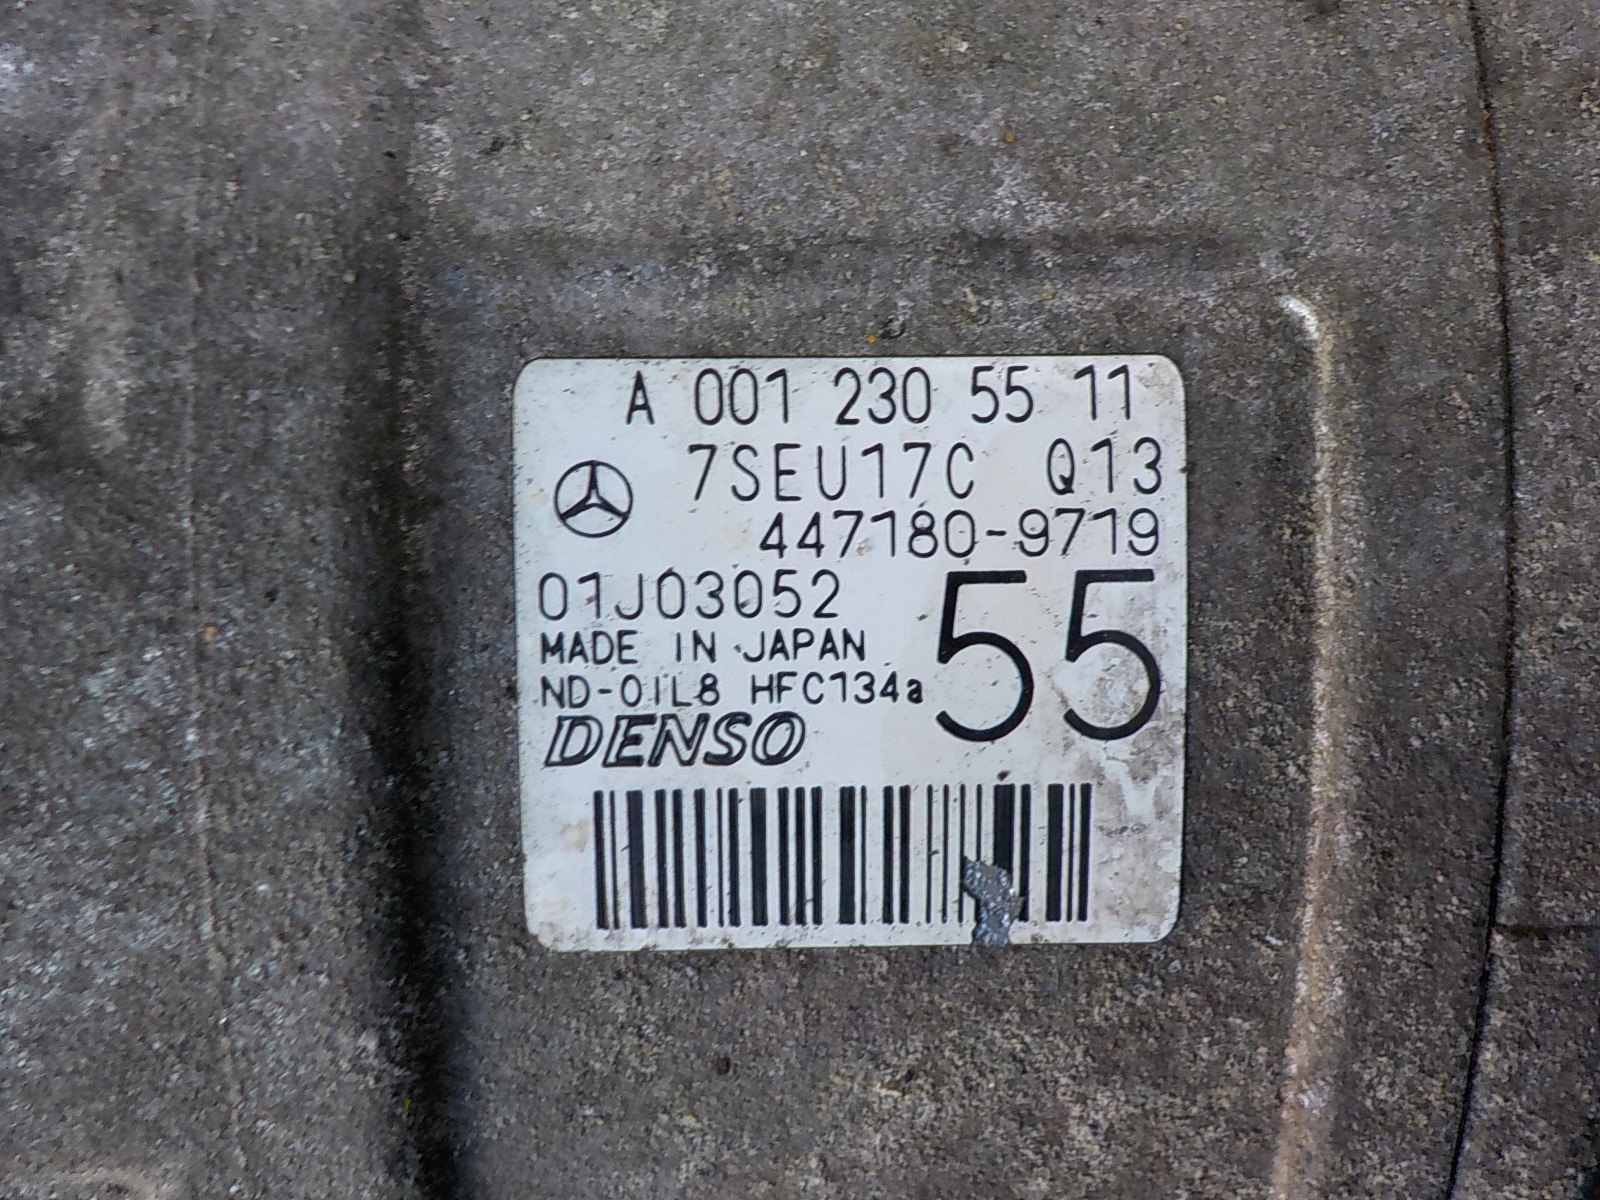 A 001 230 55 11
7SEU17C Q13
447180-9719
01J03052
55
MADE IN JAPAN
ND-OIL8 HFC134a
DENSO